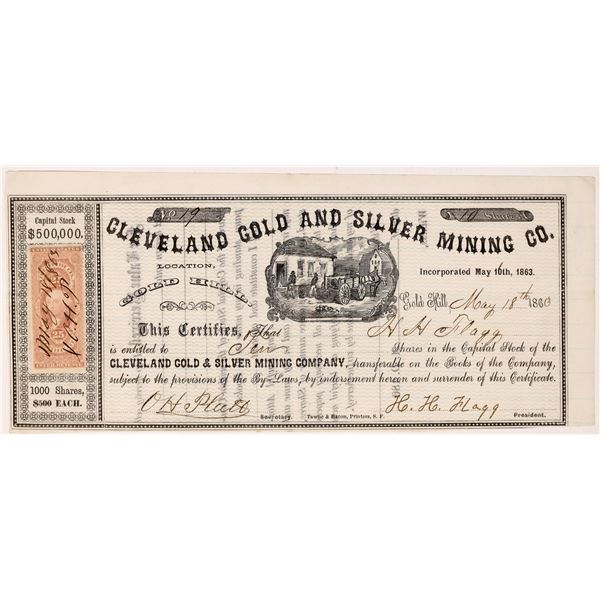 Capital Stock
$500,000.
1000 Shares,
$500 EACH.
No. 19
10 Shares
CLEVELAND GOLD AND SILVER MINING CO.
LOCATION,
GOLD HILL
Incorporated May 16th, 1863.
Gold Hill, May 18th 1863
This Certifies, That H H Flagg
is entitled to Ten Shares in the Capital Stock of the
CLEVELAND GOLD & SILVER MINING COMPANY, transferable on the Books of the Company,
subject to the provisions of the By-Laws, by indorsement hereon and surrender of this Certificate.
O H Platt
Secretary.
Towne & Bacon, Printers, S. F.
H. H. Flagg
President.